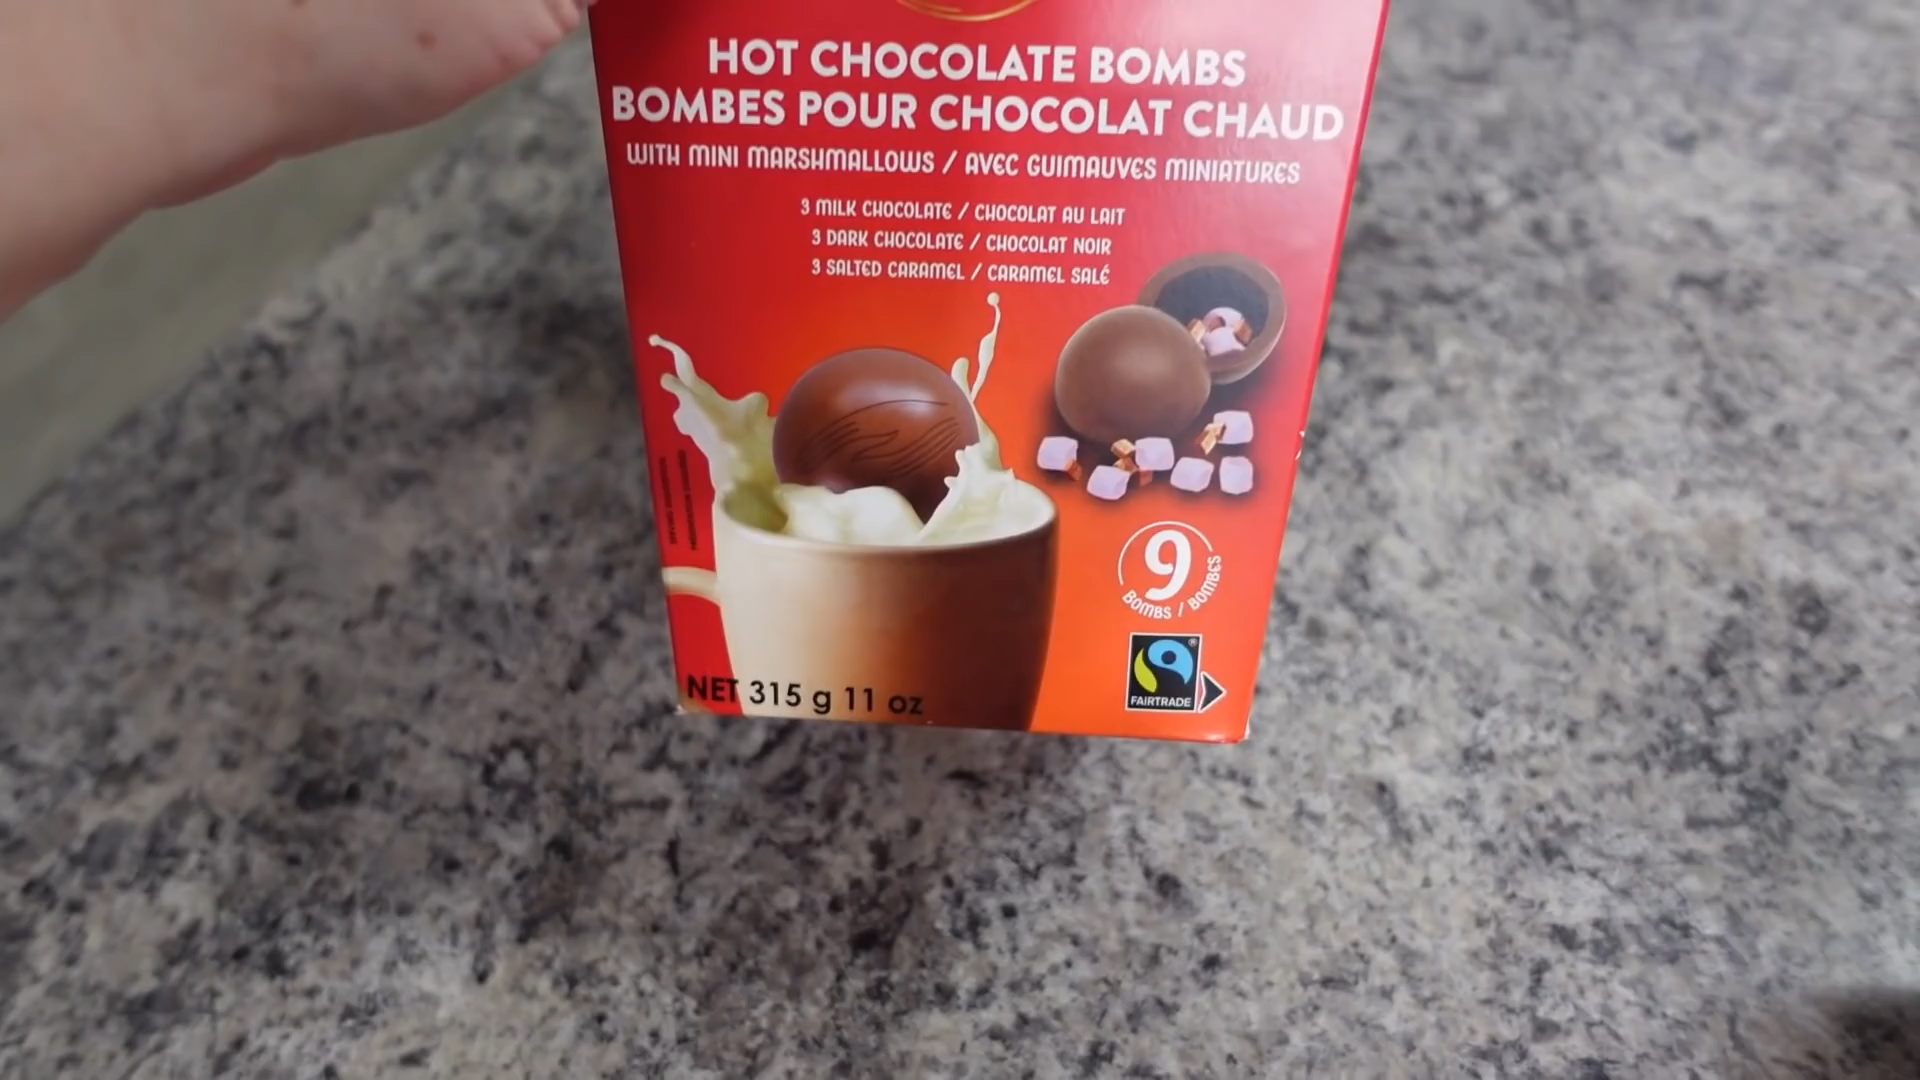 HOT CHOCOLATE BOMBS
BOMBES POUR CHOCOLAT CHAUD
WITH MINI MARSHMALLOWS / AVEC GUIMAUVES MINIATURES
3 MILK CHOCOLATE / CHOCOLAT AU LAIT
3 DARK CHOCOLATE / CHOCOLAT NOIR
3 SALTED CARAMEL / CARAMEL SALÉ
9
BOMBS / BOMBES
FAIRTRADE
®
NET 315 g 11 oz